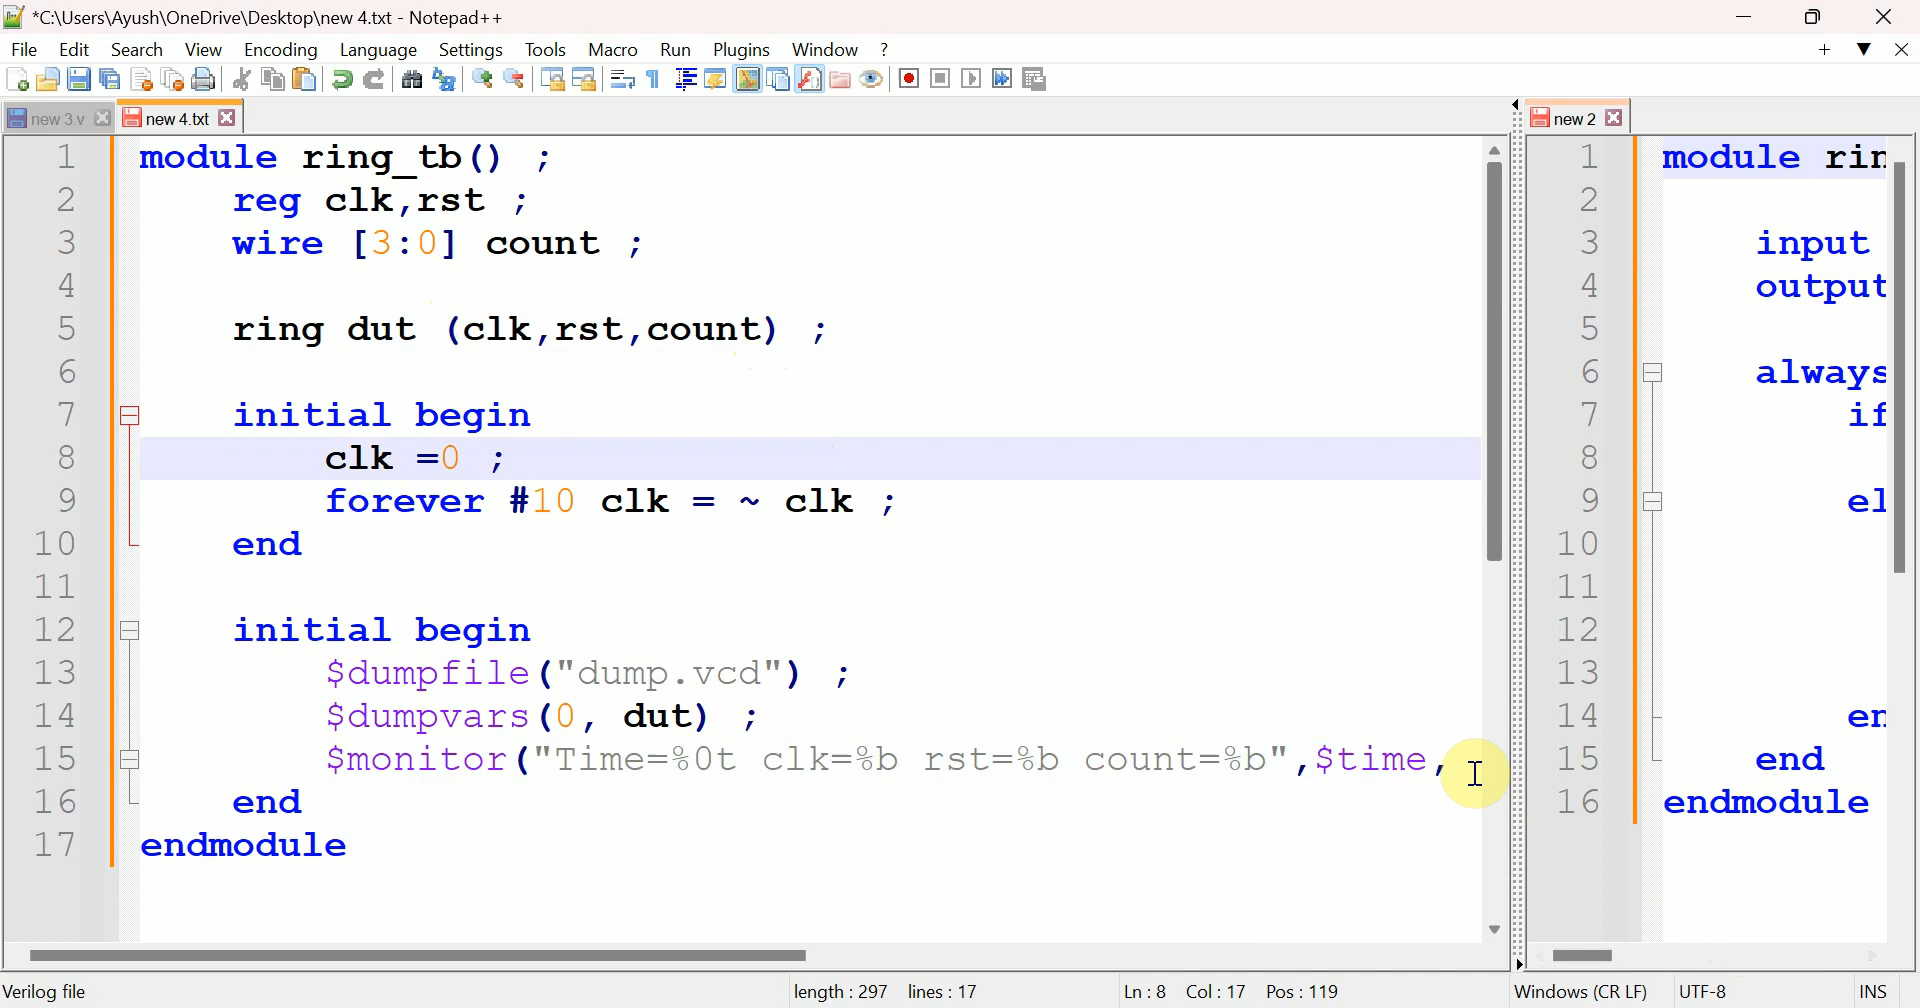 *C:\Users\Ayush\OneDrive\Desktop\new 4.txt - Notepad++
File Edit Search View Encoding Language Settings Tools Macro Run Plugins Window ?
new 3.v new 4.txt
1 module ring_tb() ;
2 reg clk,rst ;
3 wire [3:0] count ;
4
5 ring dut (clk,rst,count) ;
6
7 initial begin
8 clk =0 ;
9 forever #10 clk = ~ clk ;
10 end
11
12 initial begin
13 $dumpfile("dump.vcd") ;
14 $dumpvars(0, dut) ;
15 $monitor("Time=%0t clk=%b rst=%b count=%b",$time,
16 end
17 endmodule
new 2
1 module rin
2
3 input
4 output
5
6 always
7 if
8
9 el
10
11
12
13
14 en
15 end
16 endmodule
Verilog file length : 297 lines : 17 Ln : 8 Col : 17 Pos : 119 Windows (CR LF) UTF-8 INS